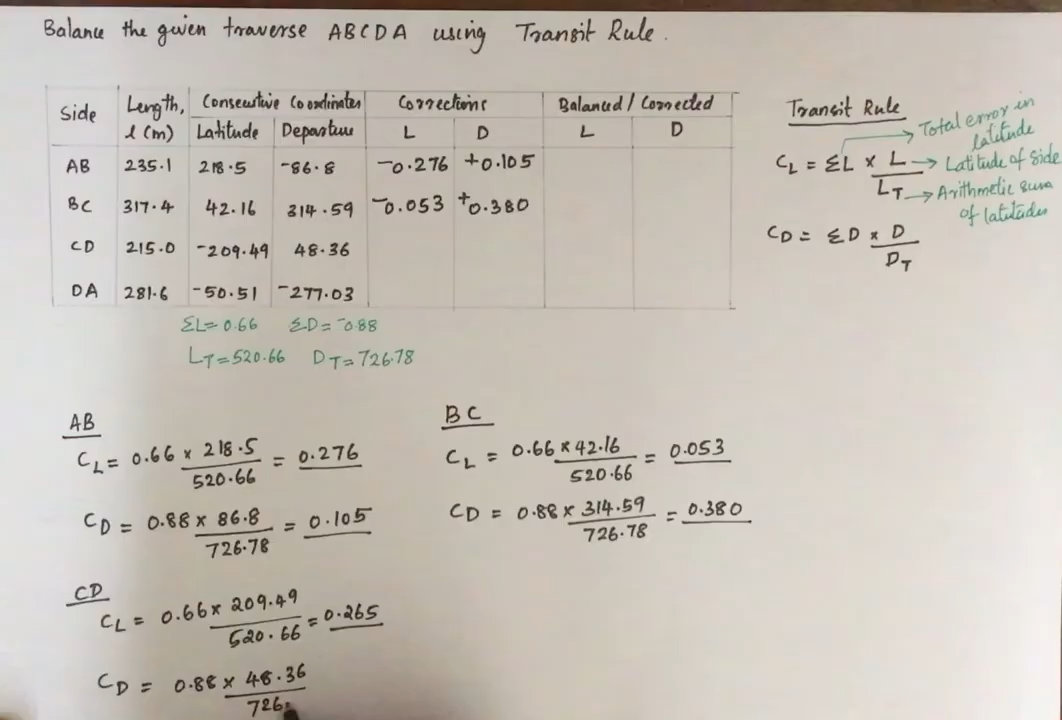 Balance the given traverse ABCDA using Transit Rule.
Side Length, l (m) Consecutive Coordinates Corrections Balanced / Corrected
Latitude Departure L D L D
AB 235.1 218.5 -86.8 -0.276 +0.105
BC 317.4 42.16 314.59 -0.053 +0.380
CD 215.0 -209.49 48.36
DA 281.6 -50.51 -277.03
ΣL= 0.66 ΣD= -0.88
LT=520.66 DT=726.78
Transit Rule
CL = ΣL x L / LT
Total error in latitude
Latitude of side
Arithmetic sum of latitudes
CD = ΣD x D / DT
AB
CL = 0.66 x 218.5 / 520.66 = 0.276
CD = 0.88 x 86.8 / 726.78 = 0.105
BC
CL = 0.66 x 42.16 / 520.66 = 0.053
CD = 0.88 x 314.59 / 726.78 = 0.380
CD
CL = 0.66 x 209.49 / 520.66 = 0.265
CD = 0.88 x 48.36 / 726.